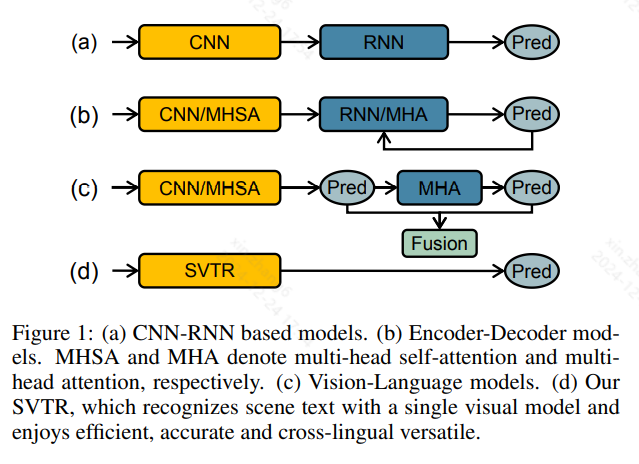 (a) CNN RNN Pred
(b) CNN/MHSA RNN/MHA Pred
(c) CNN/MHSA Pred MHA Pred
Fusion
(d) SVTR Pred
Figure 1: (a) CNN-RNN based models. (b) Encoder-Decoder mod-
els. MHSA and MHA denote multi-head self-attention and multi-
head attention, respectively. (c) Vision-Language models. (d) Our
SVTR, which recognizes scene text with a single visual model and
enjoys efficient, accurate and cross-lingual versatile.